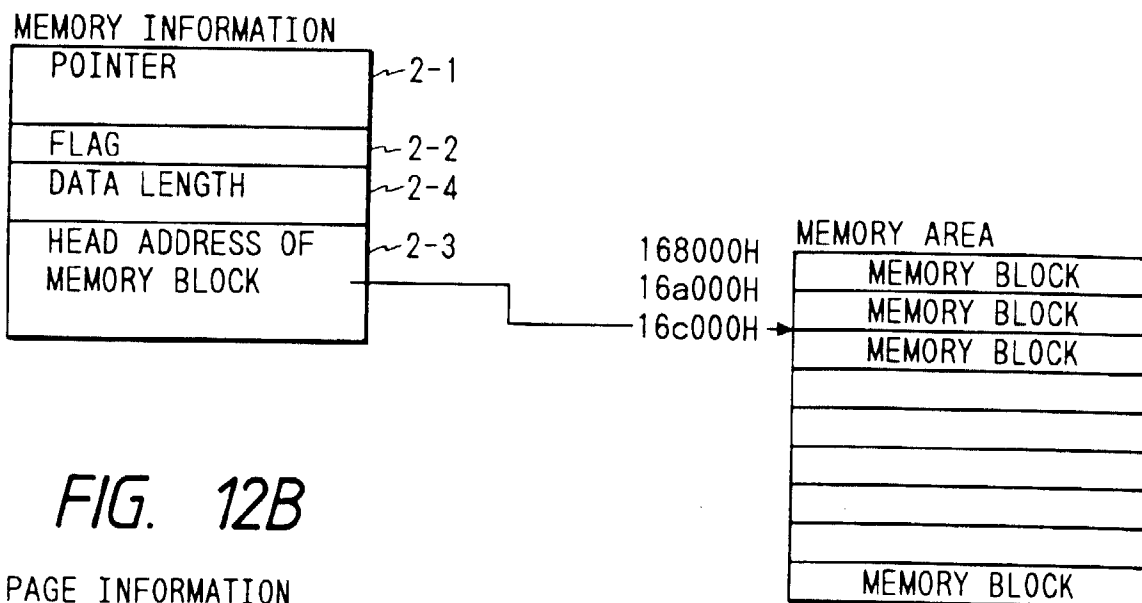 MEMORY INFORMATION
POINTER
2-1
FLAG
2-2
DATA LENGTH
2-4
HEAD ADDRESS OF
MEMORY BLOCK
2-3
168000H
16a000H
16c000H
MEMORY AREA
MEMORY BLOCK
MEMORY BLOCK
MEMORY BLOCK
MEMORY BLOCK
FIG. 12B
PAGE INFORMATION